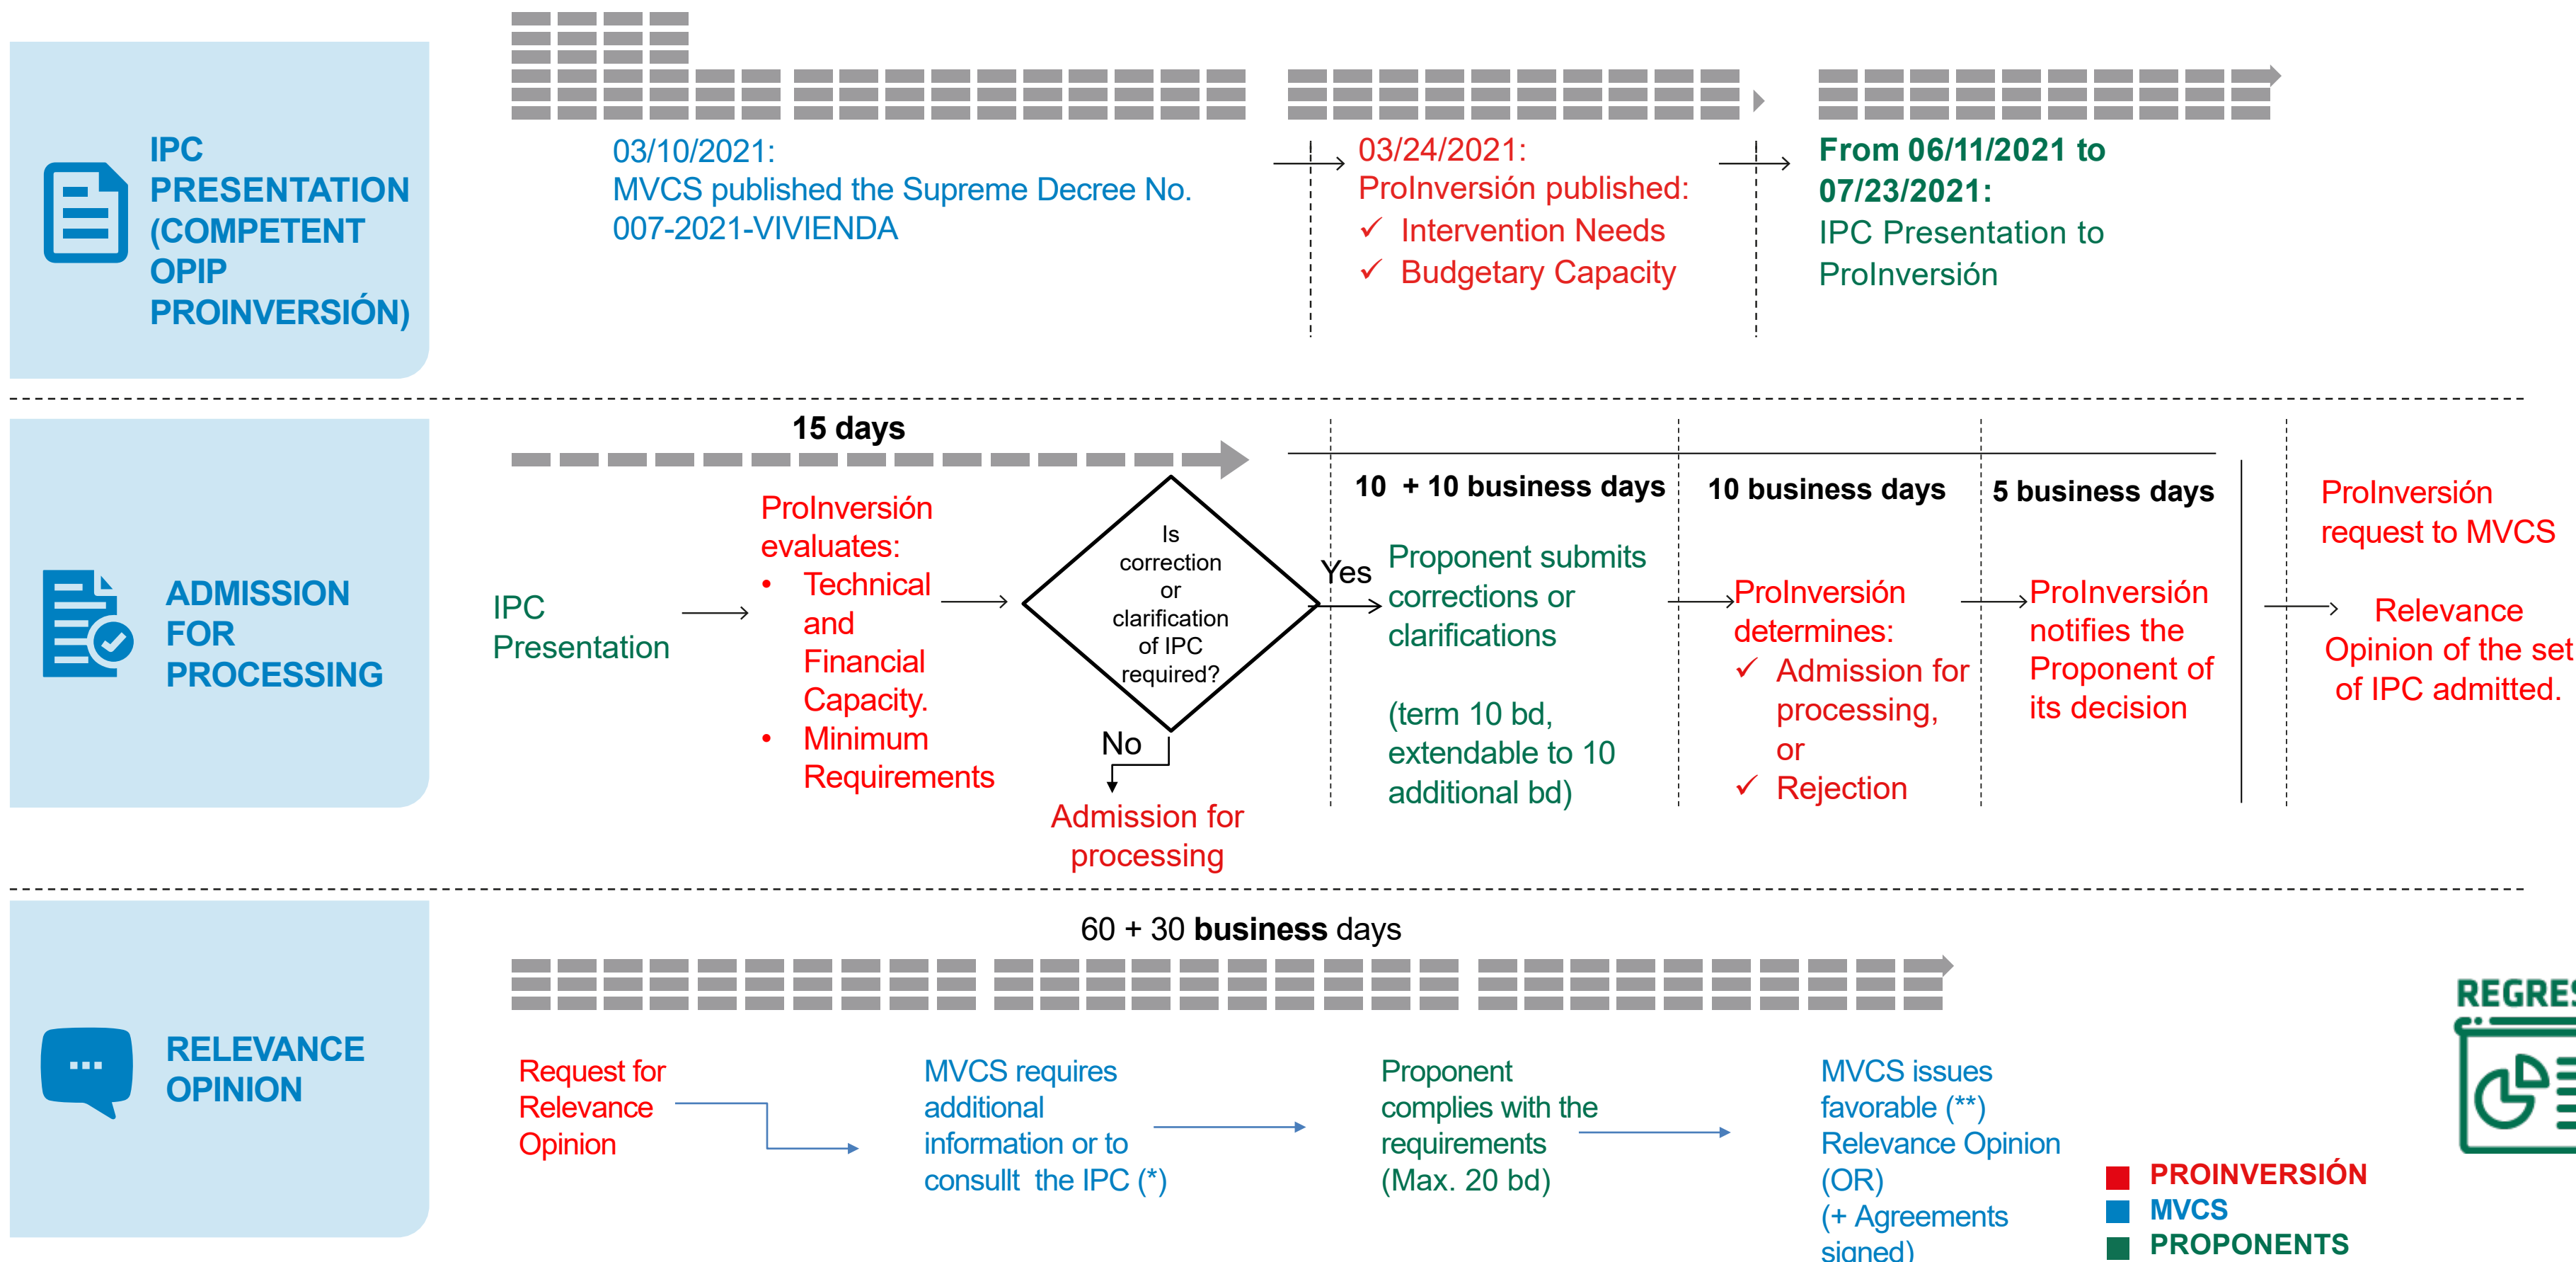 IPC
PRESENTATION
(COMPETENT
OPIP
PROINVERSIÓN)
03/10/2021:
MVCS published the Supreme Decree No.
007-2021-VIVIENDA
03/24/2021:
ProInversión published:
✓ Intervention Needs
✓ Budgetary Capacity
From 06/11/2021 to
07/23/2021:
IPC Presentation to
ProInversión
ADMISSION
FOR
PROCESSING
15 days
IPC
Presentation
ProInversión
evaluates:
• Technical
and
Financial
Capacity.
• Minimum
Requirements
Is
correction
or
clarification
of IPC
required?
Yes
No
Admission for
processing
10 + 10 business days
Proponent submits
corrections or
clarifications
(term 10 bd,
extendable to 10
additional bd)
10 business days
ProInversión
determines:
✓ Admission for
processing,
or
✓ Rejection
5 business days
ProInversión
notifies the
Proponent of
its decision
ProInversión
request to MVCS
Relevance
Opinion of the set
of IPC admitted.
RELEVANCE
OPINION
60 + 30 business days
Request for
Relevance
Opinion
MVCS requires
additional
information or to
consullt the IPC (*)
Proponent
complies with the
requirements
(Max. 20 bd)
MVCS issues
favorable (**)
Relevance Opinion
(OR)
(+ Agreements
signed)
REGRES
PROINVERSIÓN
MVCS
PROPONENTS